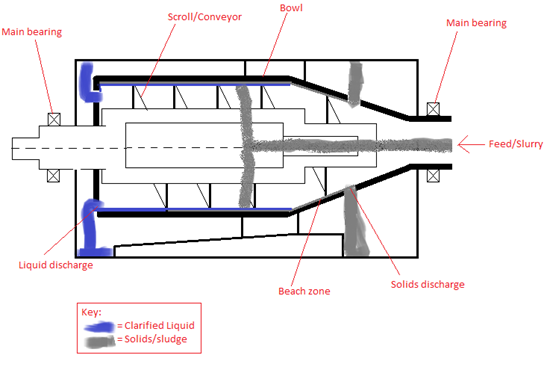 Bowl
Scroll/Conveyor
Main bearing
Main bearing
Feed/Slurry
Liquid discharge
Solids discharge
Beach zone
Key:
= Clarified Liquid
= Solids/sludge